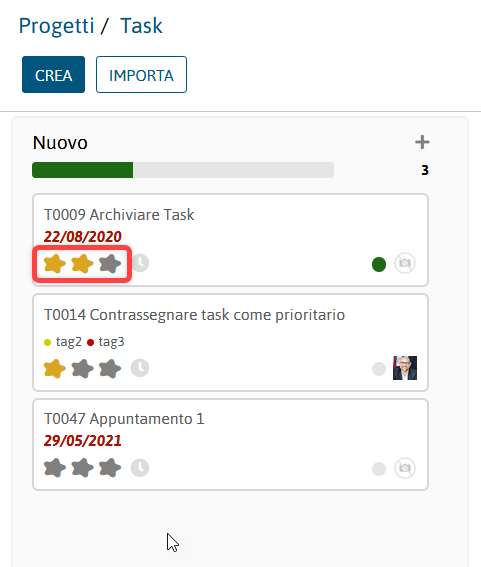 Progetti / Task
CREA IMPORTA
Nuovo
3
T0009 Archiviare Task
22/08/2020
T0014 Contrassegnare task come prioritario
tag2 tag3
T0047 Appuntamento 1
29/05/2021